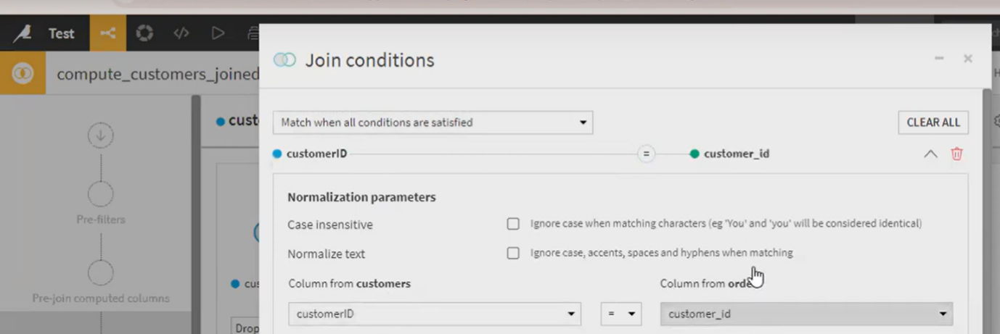 Test
compute_customers_joined
Join conditions
cust
Match when all conditions are satisfied
CLEAR ALL
customerID = customer_id
Normalization parameters
Case insensitive
Ignore case when matching characters (eg 'You' and 'you' will be considered identical)
Pre-filters
Normalize text
Ignore case, accents, spaces and hyphens when matching
Column from customers
Column from orde
cus
Pre-join computed columns
customerID = customer_id
Drop